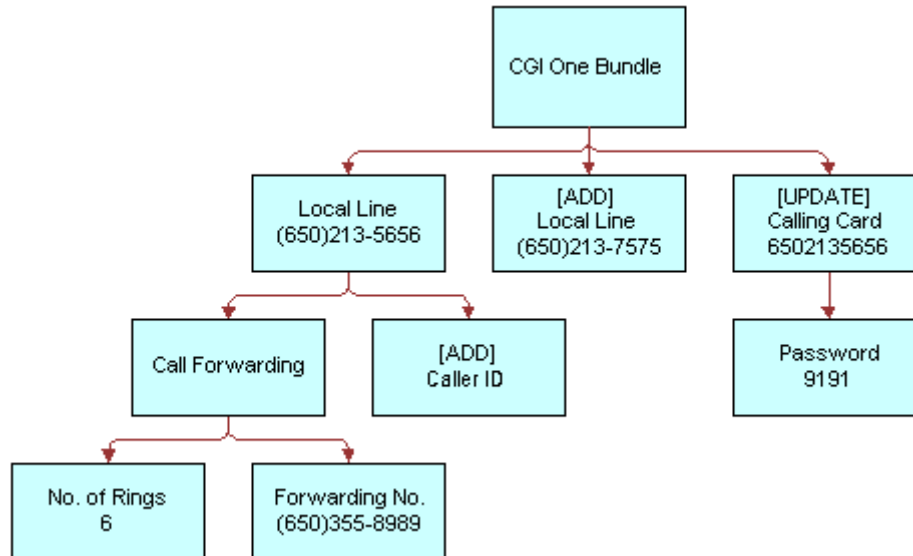 CGI One Bundle
Local Line
(650)213-5656
[ADD]
Local Line
(650)213-7575
[UPDATE]
Calling Card
6502135656
Call Forwarding
[ADD]
Caller ID
Password
9191
No. of Rings
6
Forwarding No.
(650)355-8989